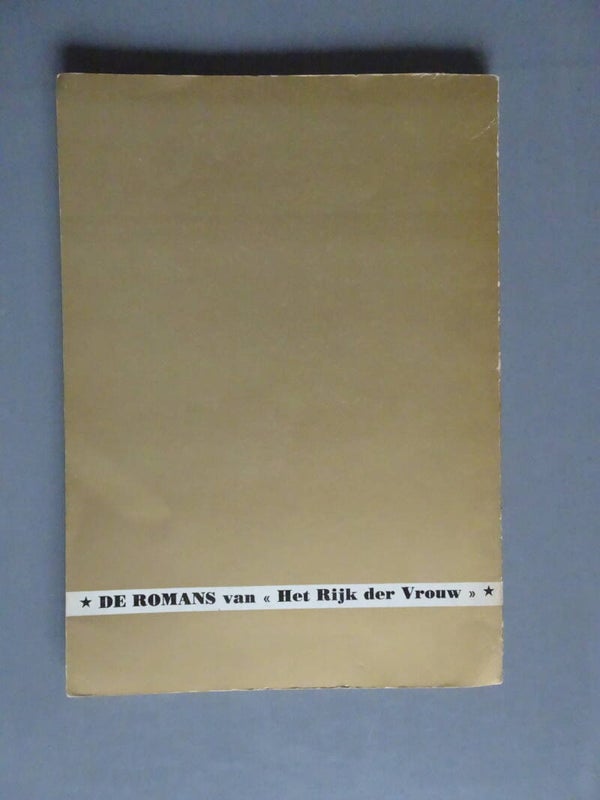 ★ DE ROMANS van « Het Rijk der Vrouw » ★